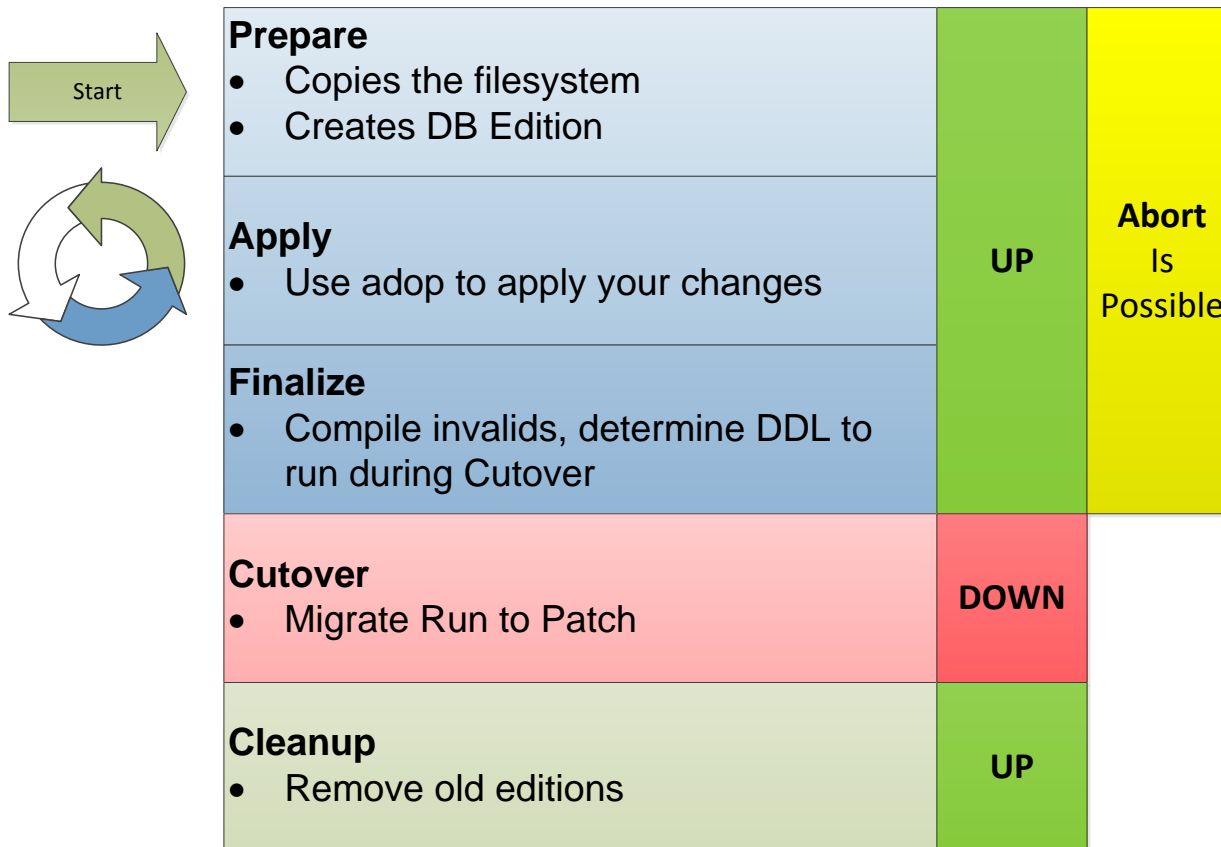 Start
Prepare
• Copies the filesystem
• Creates DB Edition
Apply
• Use adop to apply your changes
Finalize
• Compile invalids, determine DDL to
run during Cutover
UP
Abort
Is
Possible
Cutover
• Migrate Run to Patch
DOWN
Cleanup
• Remove old editions
UP